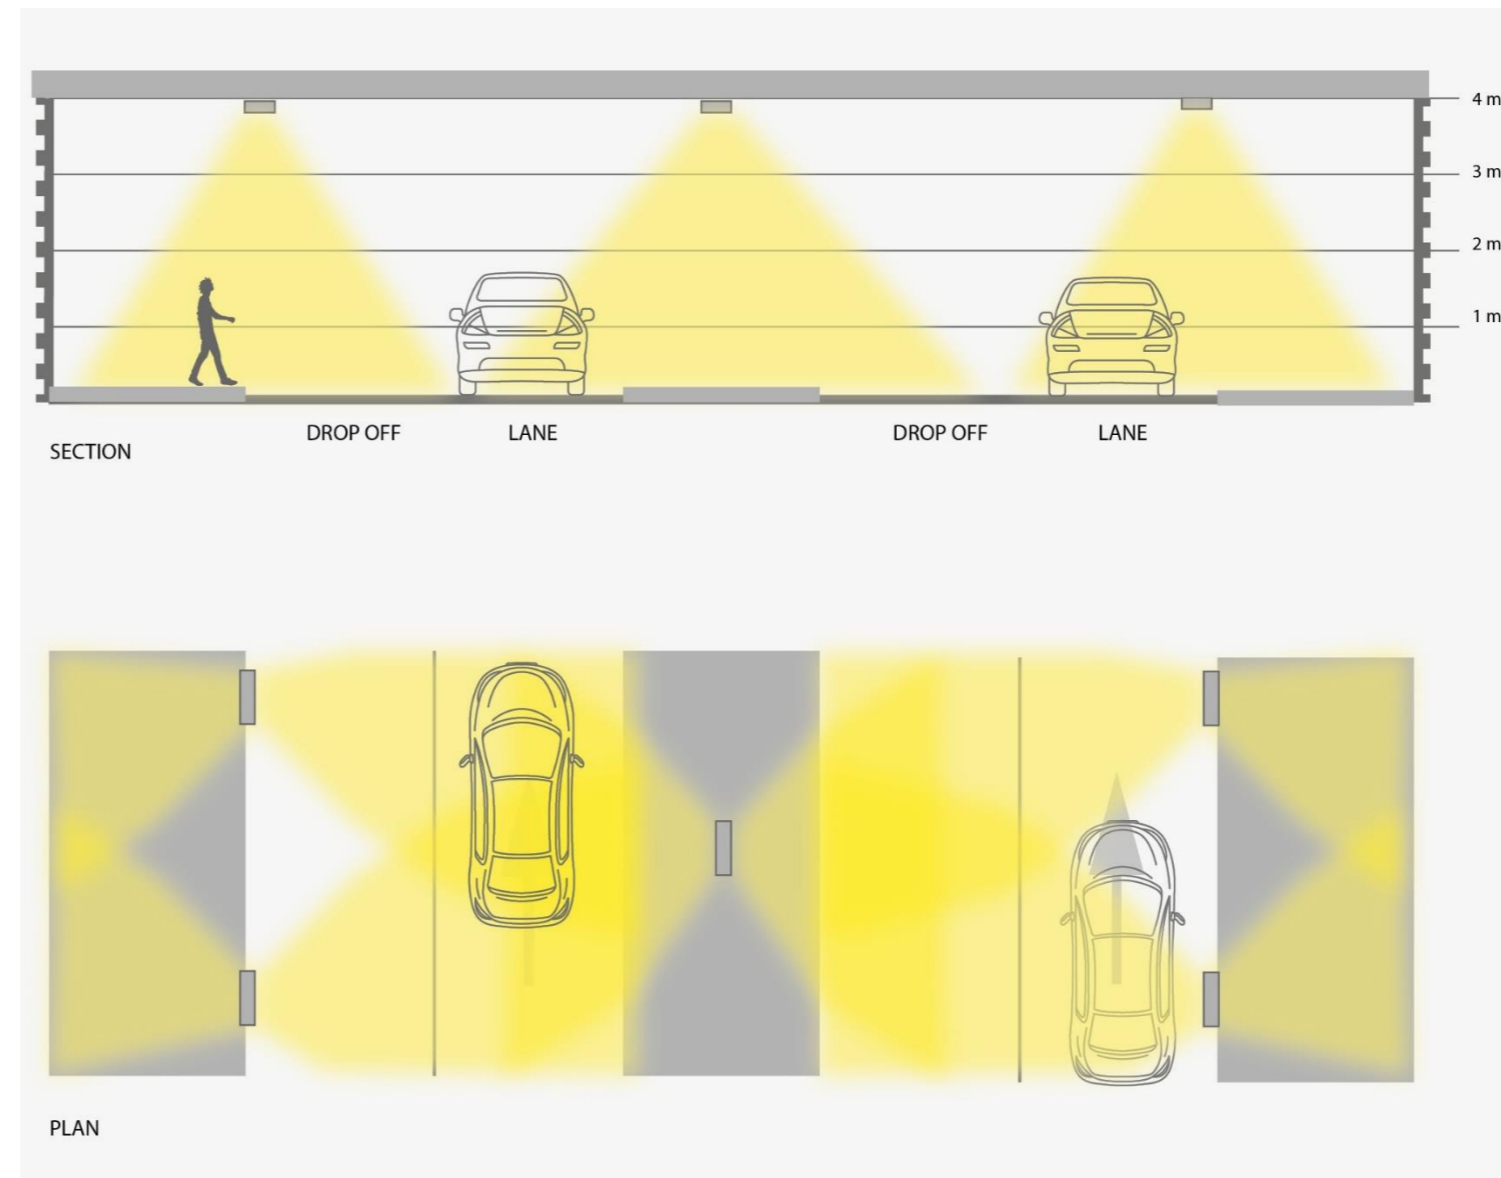 4 m
3 m
2 m
1 m
DROP OFF LANE DROP OFF LANE
SECTION
PLAN